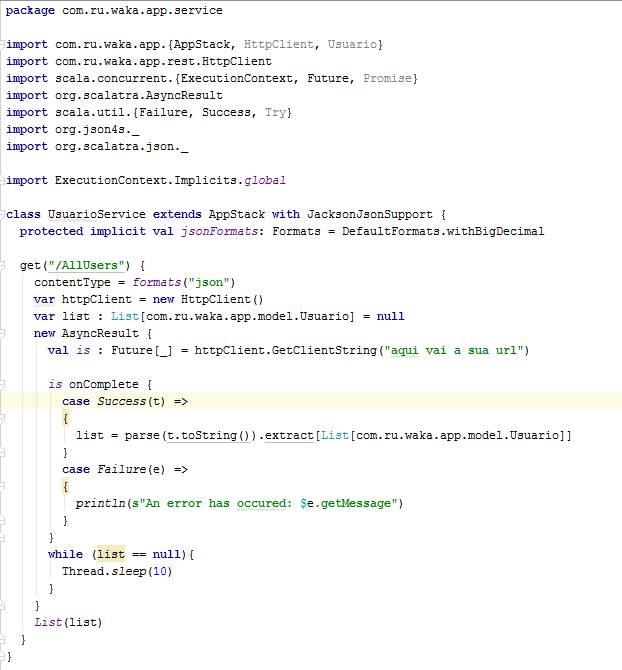 package com.ru.waka.app.service
import com.ru.waka.app.{AppStack, HttpClient, Usuario}
import com.ru.waka.app.rest.HttpClient
import scala.concurrent.{ExecutionContext, Future, Promise}
import org.scalatra.AsyncResult
import scala.util.{Failure, Success, Try}
import org.json4s._
import org.scalatra.json._
import ExecutionContext.Implicits.global
class UsuarioService extends AppStack with JacksonJsonSupport {
protected implicit val jsonFormats: Formats = DefaultFormats.withBigDecimal
get("/AllUsers") {
contentType = formats("json")
var httpClient = new HttpClient()
var list : List[com.ru.waka.app.model.Usuario] = null
new AsyncResult {
val is : Future[_] = httpClient.GetClientString("aqui vai a sua url")
is onComplete {
case Success(t) =>
{
list = parse(t.toString()).extract[List[com.ru.waka.app.model.Usuario]]
}
case Failure(e) =>
{
println(s"An error has occured: $e.getMessage")
}
}
while (list == null){
Thread.sleep(10)
}
}
List(list)
}
}